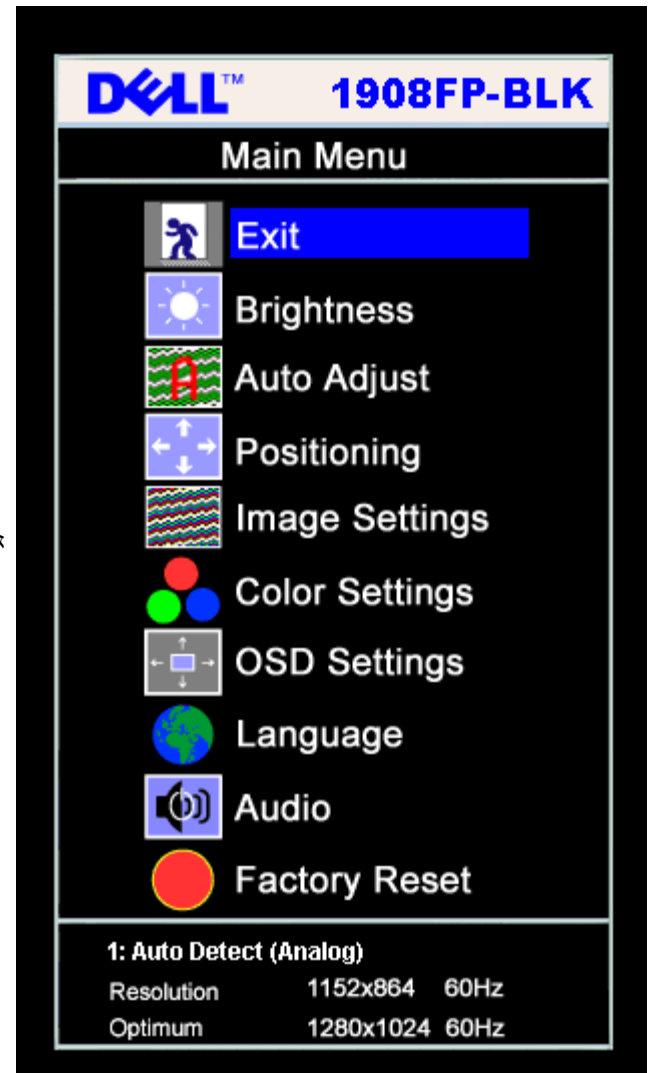 DELL™ 1908FP-BLK
Main Menu
Exit
Brightness
Auto Adjust
Positioning
Image Settings
Color Settings
OSD Settings
Language
Audio
Factory Reset
1: Auto Detect (Analog)
Resolution 1152x864 60Hz
Optimum 1280x1024 60Hz